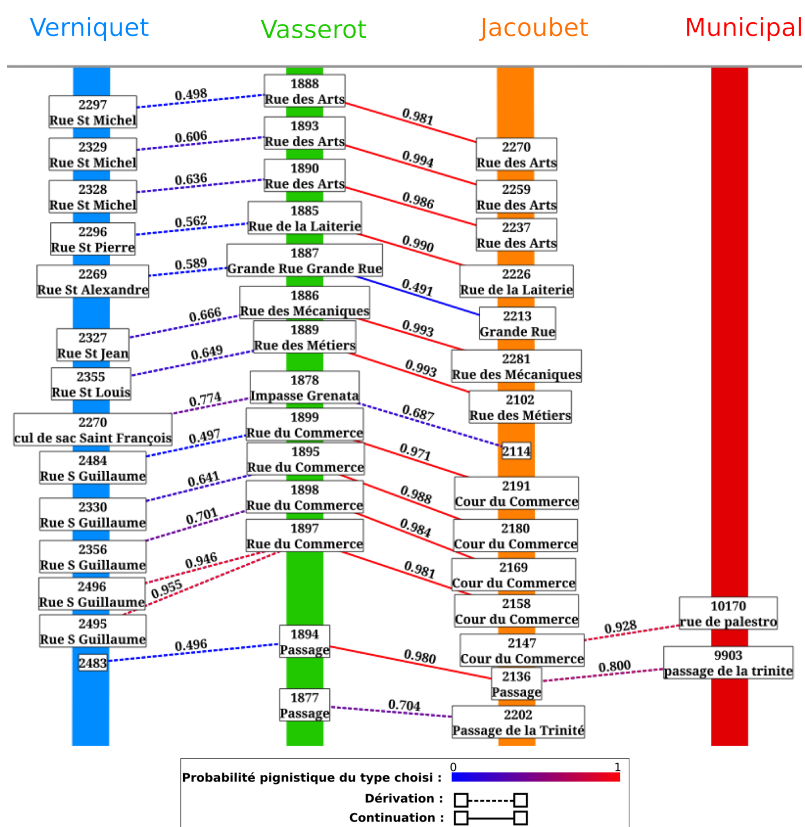 Verniquet
Vasserot
Jacoubet
Municipal
2297
Rue St Michel
2329
Rue St Michel
2328
Rue St Michel
2296
Rue St Pierre
2269
Rue St Alexandre
2327
Rue St Jean
2355
Rue St Louis
2270
cul de sac Saint François
2484
Rue S Guillaume
2330
Rue S Guillaume
2356
Rue S Guillaume
2496
Rue S Guillaume
2495
Rue S Guillaume
2483
0.498
0.606
0.636
0.562
0.589
0.666
0.649
0.774
0.497
0.641
0.701
0.946
0.955
0.496
1888
Rue des Arts
1893
Rue des Arts
1890
Rue des Arts
1885
Rue de la Laiterie
1887
Grande Rue Grande Rue
1886
Rue des Mécaniques
1889
Rue des Métiers
1878
Impasse Grenata
1899
Rue du Commerce
1895
Rue du Commerce
1898
Rue du Commerce
1897
Rue du Commerce
1894
Passage
1877
Passage
0.981
0.994
0.986
0.990
0.491
0.993
0.993
0.687
0.971
0.988
0.984
0.981
0.980
0.704
2270
Rue des Arts
2259
Rue des Arts
2237
Rue des Arts
2226
Rue de la Laiterie
2213
Grande Rue
2281
Rue des Mécaniques
2102
Rue des Métiers
2114
2191
Cour du Commerce
2180
Cour du Commerce
2169
Cour du Commerce
2158
Cour du Commerce
2147
Cour du Commerce
2136
Passage
2202
Passage de la Trinité
0.928
0.800
10170
rue de palestro
9903
passage de la trinite
0 1
Probabilité pignistique du type choisi :
Dérivation :
Continuation :